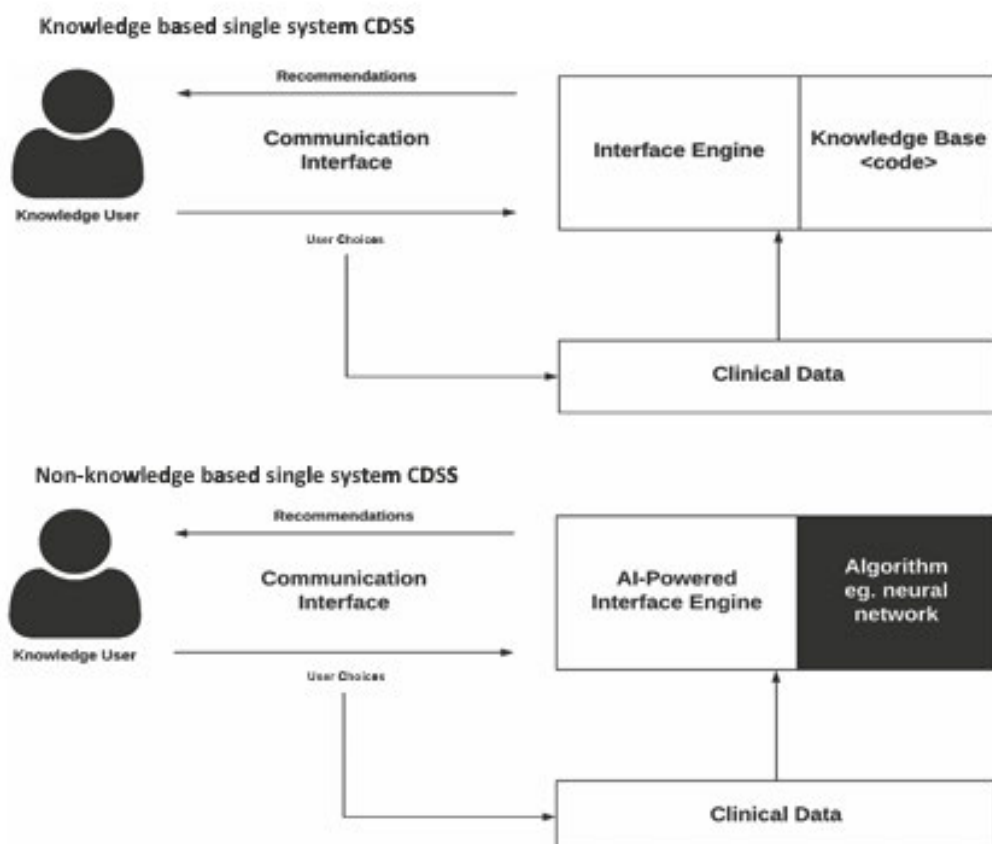 Knowledge based single system CDSS
Recommendations
Communication
Interface
Knowledge User
User Choices
Interface Engine
Knowledge Base
<code>
Clinical Data
Non-knowledge based single system CDSS
Recommendations
Communication
Interface
Knowledge User
User Choices
AI-Powered
Interface Engine
Algorithm
eg. neural
network
Clinical Data